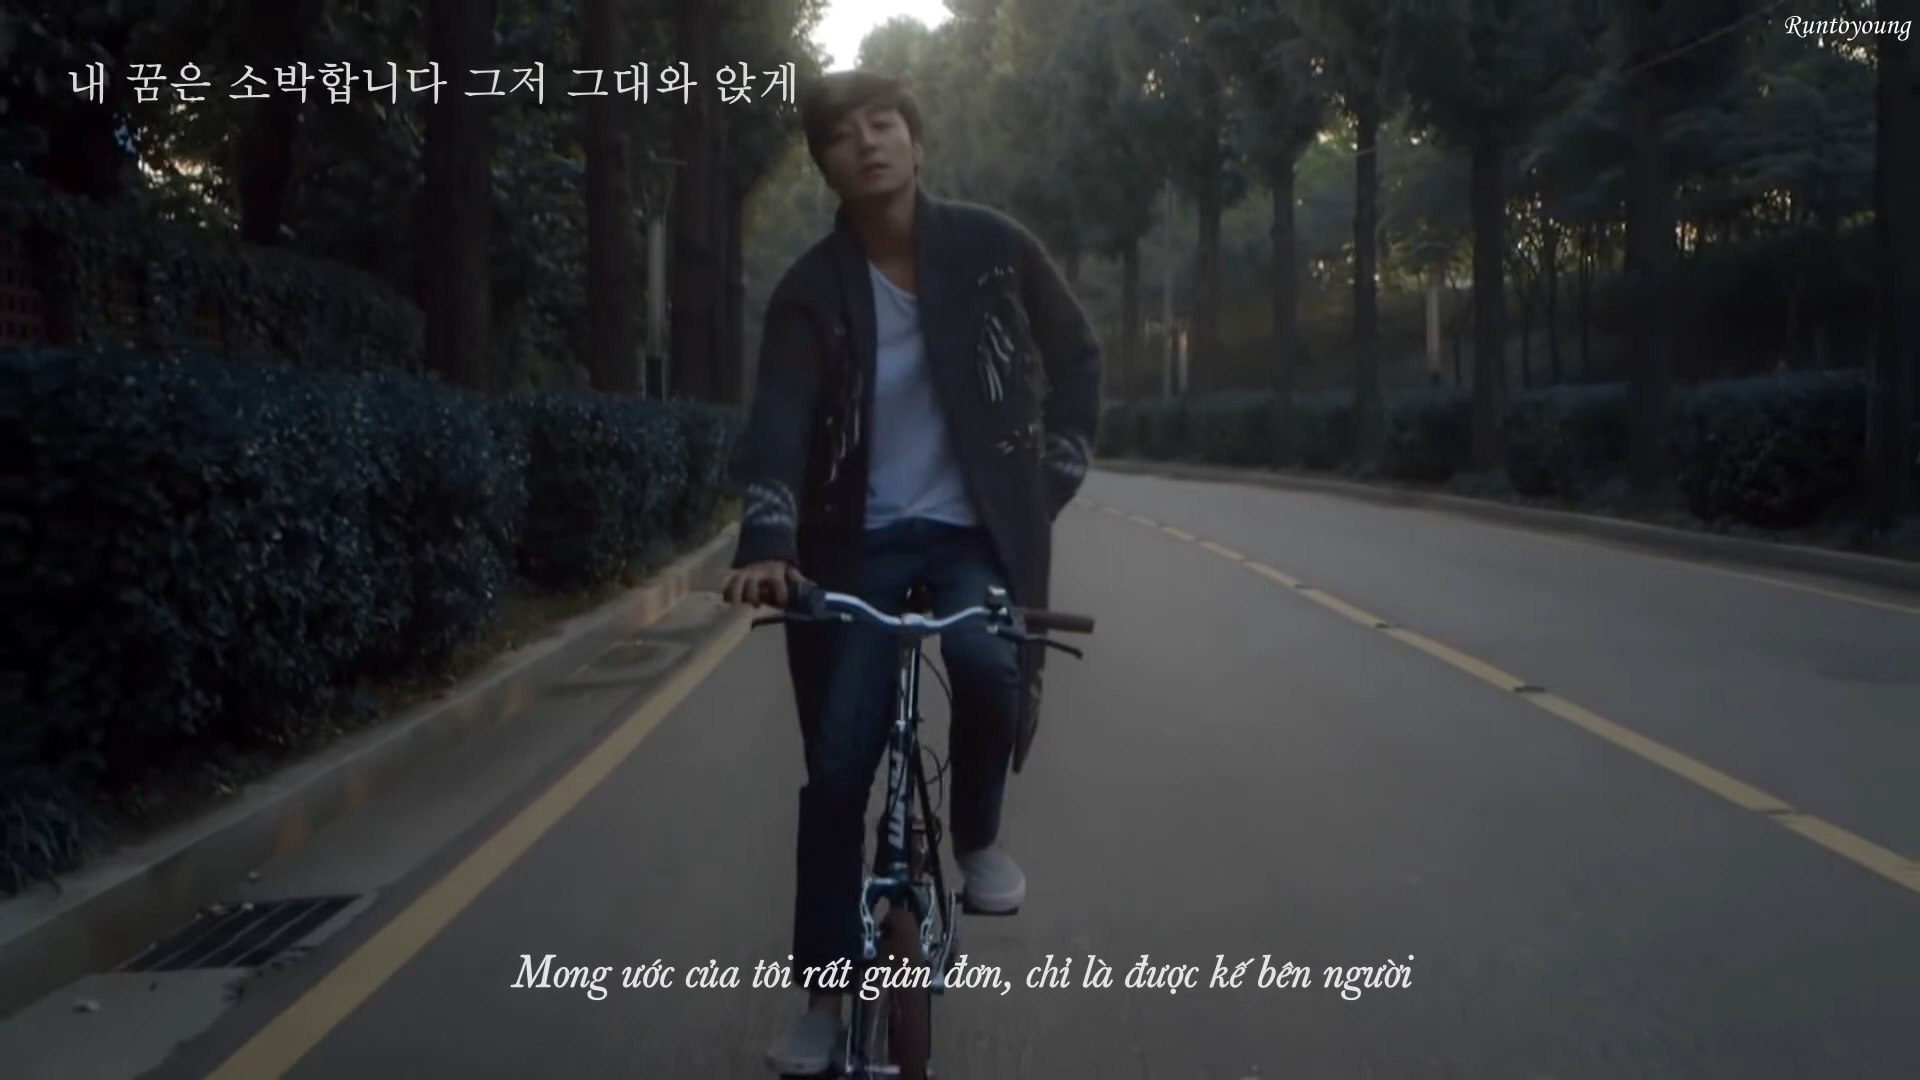 Runtoyoung
내 꿈은 소박합니다 그저 그대와 앉게
Mong ước của tôi rất giản đơn, chỉ là được kế bên người